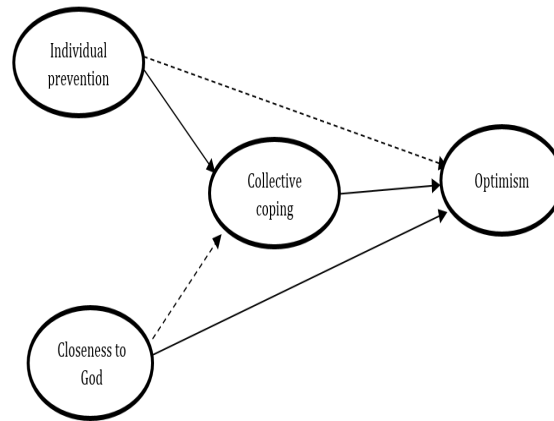 Individual
prevention
Collective
coping
Optimism
Closeness to
God